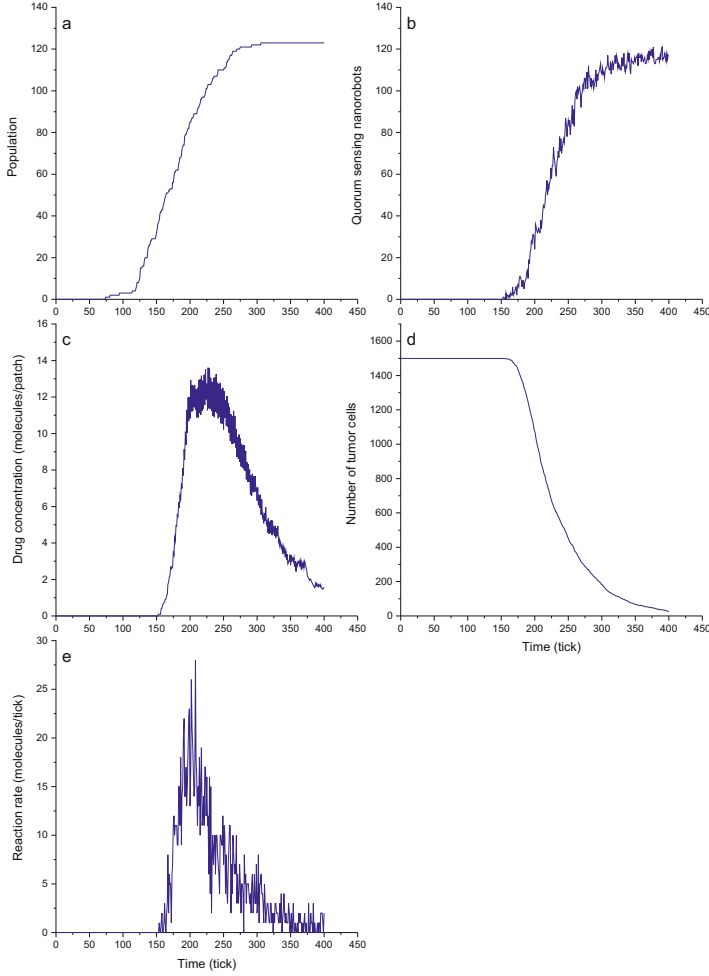 a
140
120
100
80
60
40
20
0
Population
0 50 100 150 200 250 300 350 400 450
b
140
120
100
80
60
40
20
0
Quorum sensing nanorobots
0 50 100 150 200 250 300 350 400 450
c
16
14
12
10
8
6
4
2
0
Drug concentration (molecules/patch)
0 50 100 150 200 250 300 350 400 450
d
1600
1400
1200
1000
800
600
400
200
0
Number of tumor cells
0 50 100 150 200 250 300 350 400 450
Time (tick)
e
30
25
20
15
10
5
0
Reaction rate (molecules/tick)
0 50 100 150 200 250 300 350 400 450
Time (tick)